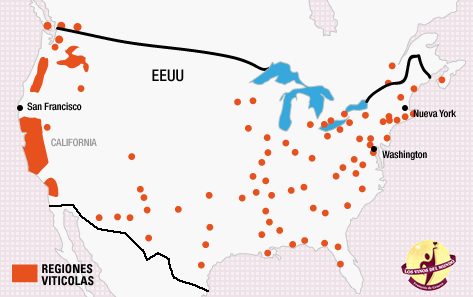 EEUU
San Francisco
CALIFORNIA
Nueva York
Washington
REGIONES
VITICOLAS
LOS VINOS DEL MUNDO